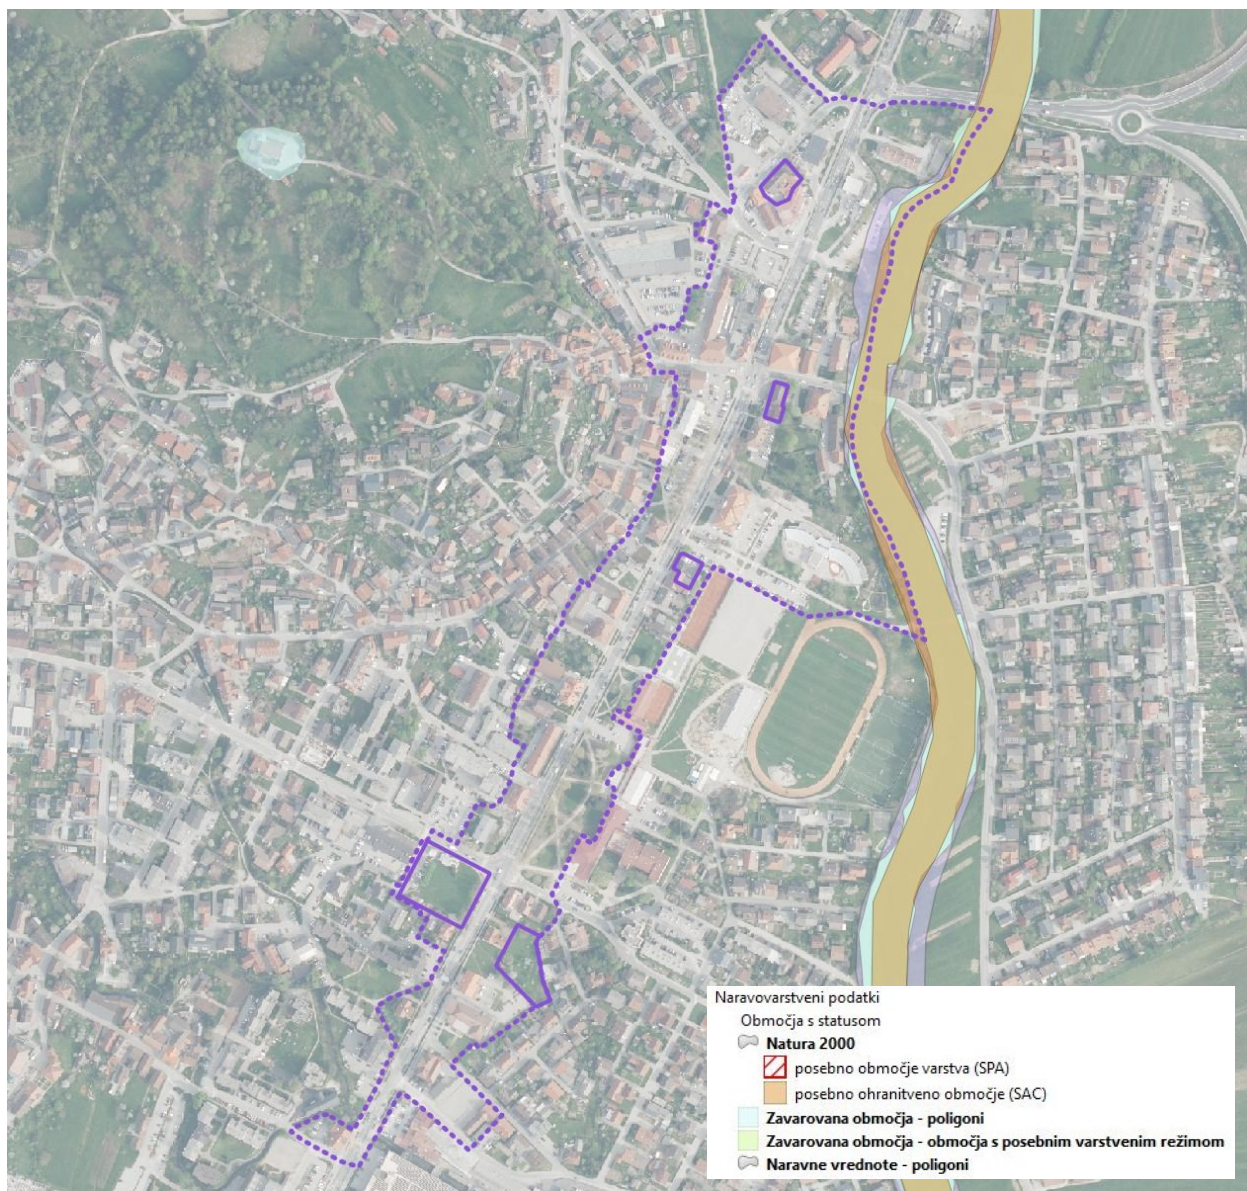 Naravovarstveni podatki
Območja s statusom
Natura 2000
posebno območje varstva (SPA)
posebno ohranitveno območje (SAC)
Zavarovana območja - poligoni
Zavarovana območja - območja s posebnim varstvenim režimom
Naravne vrednote - poligoni